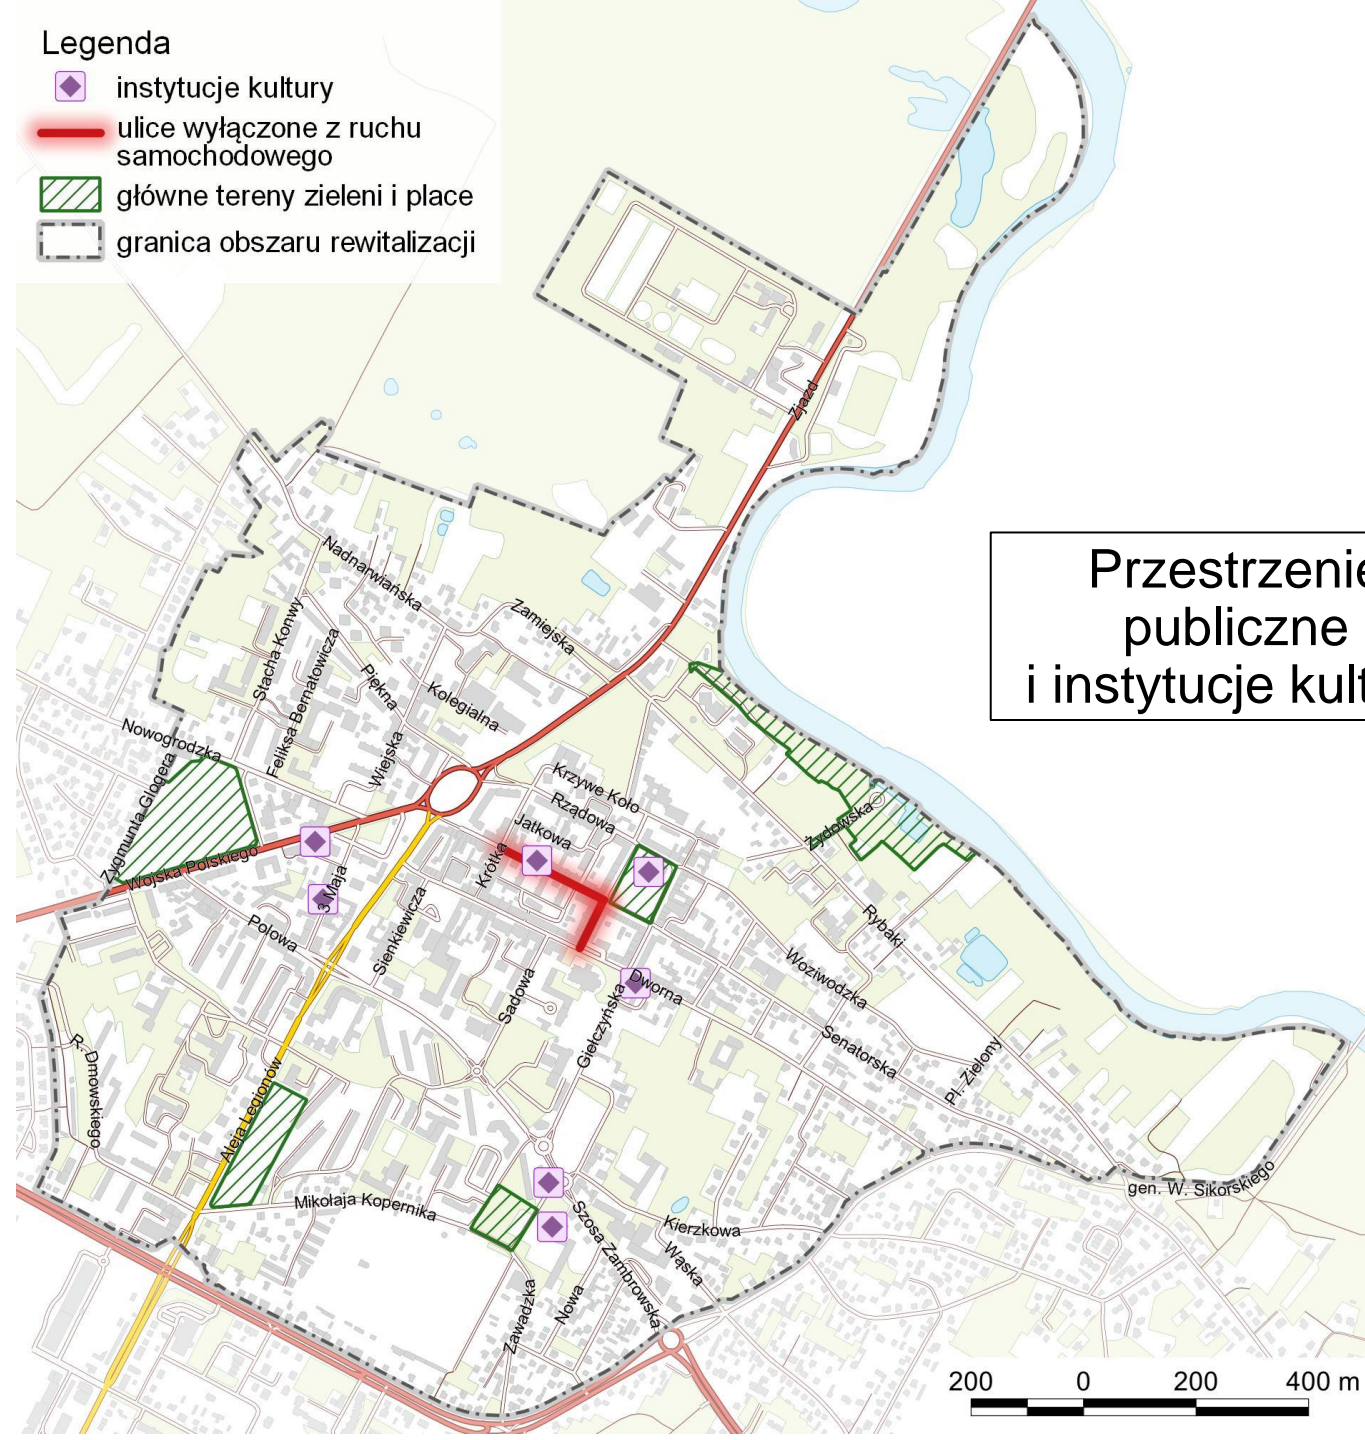 Legenda
instytucje kultury
ulice wyłączone z ruchu
samochodowego
główne tereny zieleni i place
granica obszaru rewitalizacji
Zjazd
Przestrzenie
publiczne
i instytucje kult
Nadnarwiańska
Zamiejska
Stacha Konwy
Feliksa Bernatowicza
Piękna
Kolegialna
Nowogrodzka
Wiejska
Zygmunta Glogera
Krzywe Koło
Rządowa
Jatkowa
Żydowska
Wojska Polskiego
Krótka
3 Maja
Sienkiewicza
Polowa
Rybaki
Woziwodzka
Dworna
Sadowa
Giełczyńska
Senatorska
Pl. Zielony
R. Dmowskiego
Aleja Legionów
gen. W. Sikorskiego
Mikołaja Kopernika
Szosa Zambrowska
Kierzkowa
Wąska
Zawadzka
Nowa
200 0 200 400 m